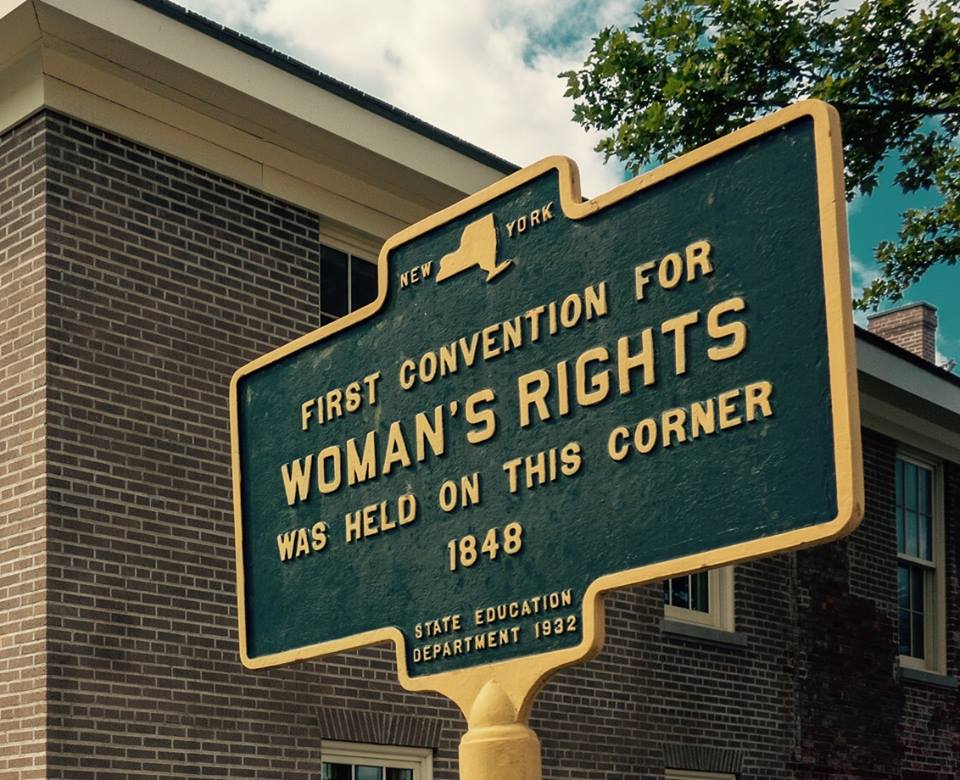 NEW YORK
FIRST CONVENTION FOR
WOMAN'S RIGHTS
WAS HELD ON THIS CORNER
1848
STATE EDUCATION
DEPARTMENT 1932